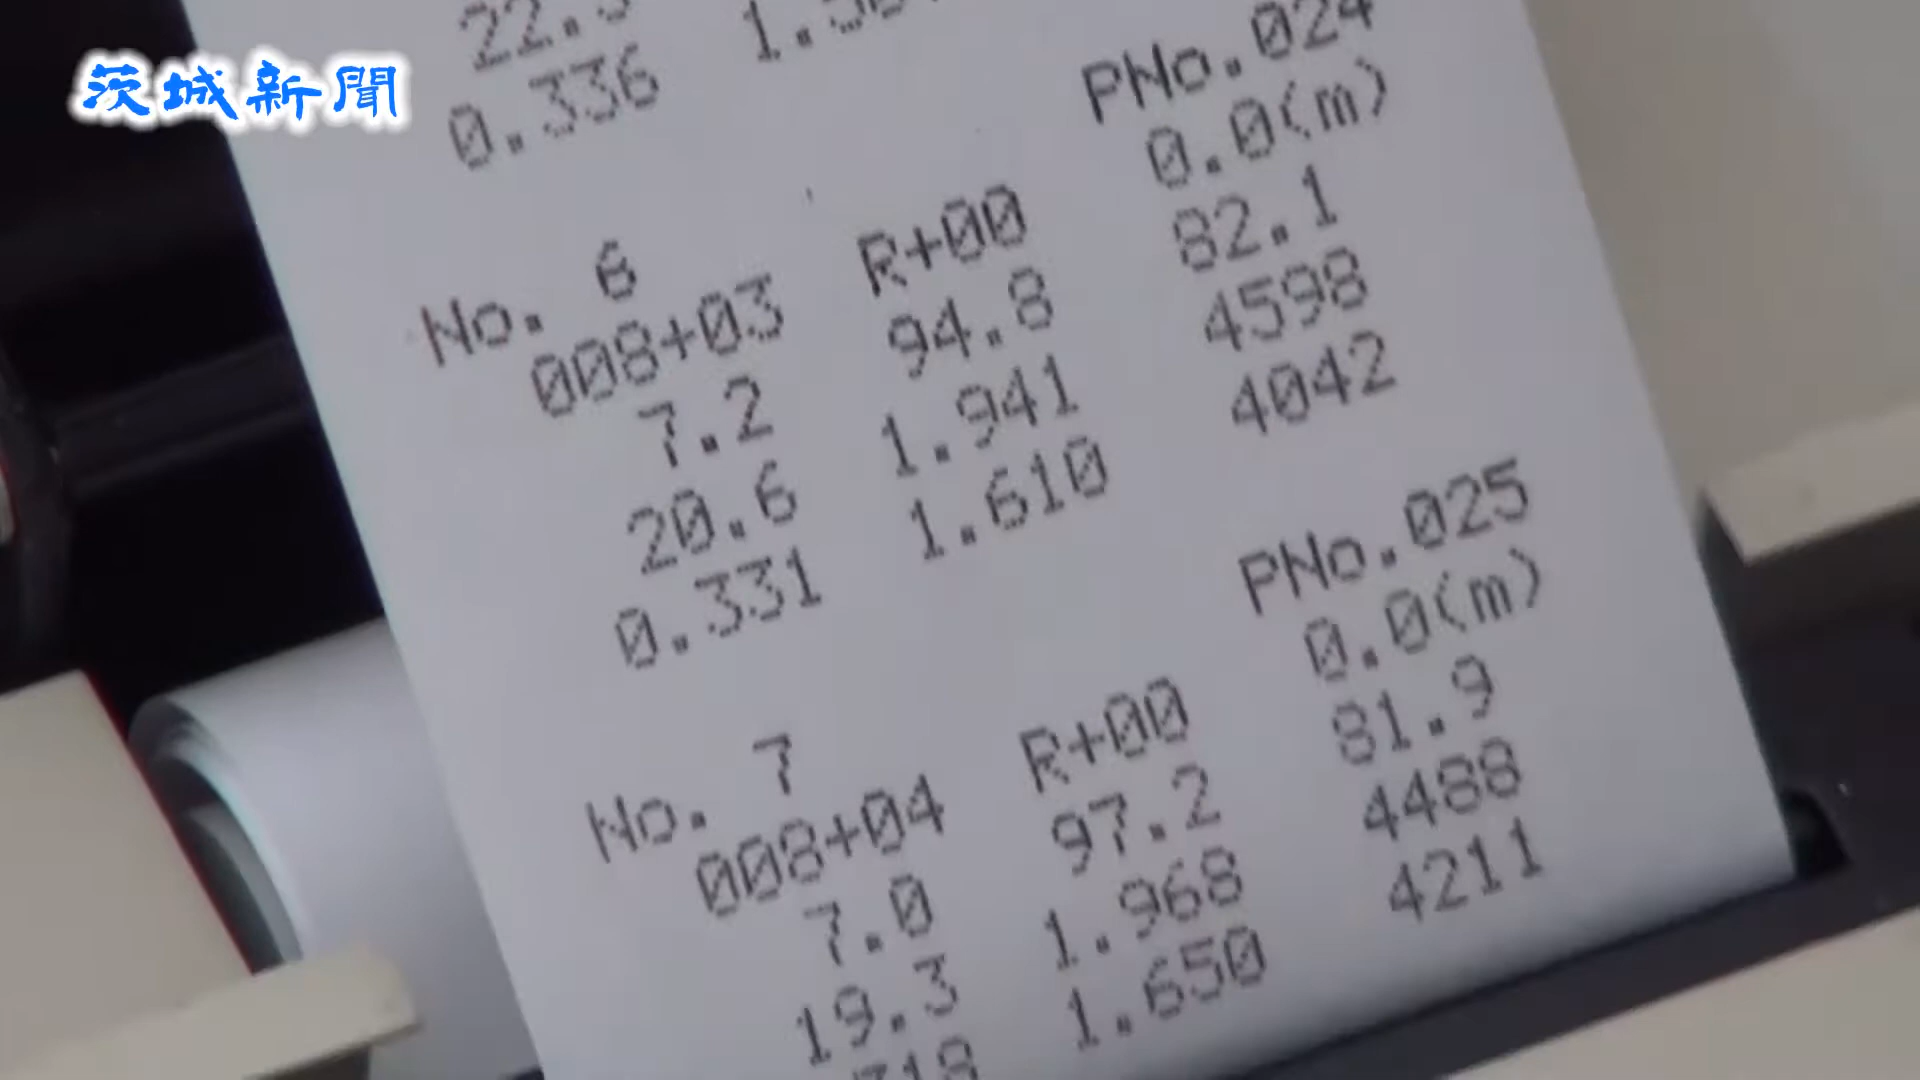 茨城新聞
0.336
No. 6 PNo.024
008+03 R+00 0.0(m)
7.2 94.8 82.1
20.6 1.941 4598
0.331 1.610 4042
No. 7 PNo.025
008+04 R+00 0.0(m)
7.0 97.2 81.9
19.3 1.968 4488
1.650 4211